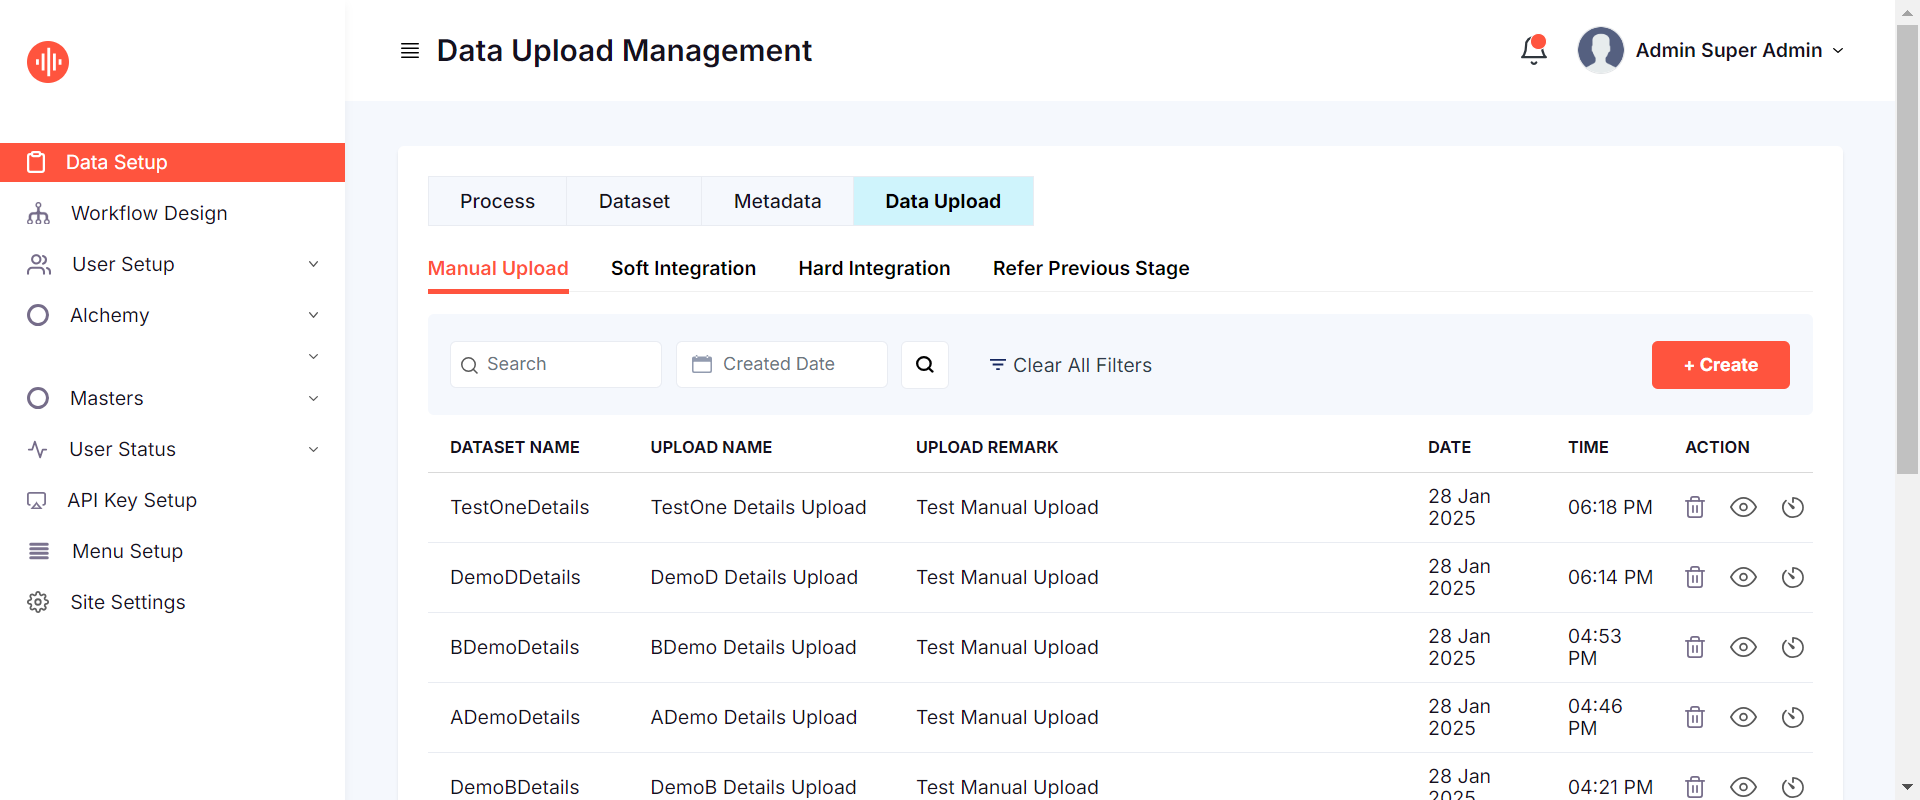 Data Upload Management
Admin Super Admin
Data Setup
Workflow Design
User Setup
Alchemy
Masters
User Status
API Key Setup
Menu Setup
Site Settings
Process Dataset Metadata Data Upload
Manual Upload Soft Integration Hard Integration Refer Previous Stage
Search Created Date Clear All Filters + Create
DATASET NAME UPLOAD NAME UPLOAD REMARK DATE TIME ACTION
TestOneDetails TestOne Details Upload Test Manual Upload 28 Jan 2025 06:18 PM
DemoDDetails DemoD Details Upload Test Manual Upload 28 Jan 2025 06:14 PM
BDemoDetails BDemo Details Upload Test Manual Upload 28 Jan 2025 04:53 PM
ADemoDetails ADemo Details Upload Test Manual Upload 28 Jan 2025 04:46 PM
DemoBDetails DemoB Details Upload Test Manual Upload 28 Jan 2025 04:21 PM